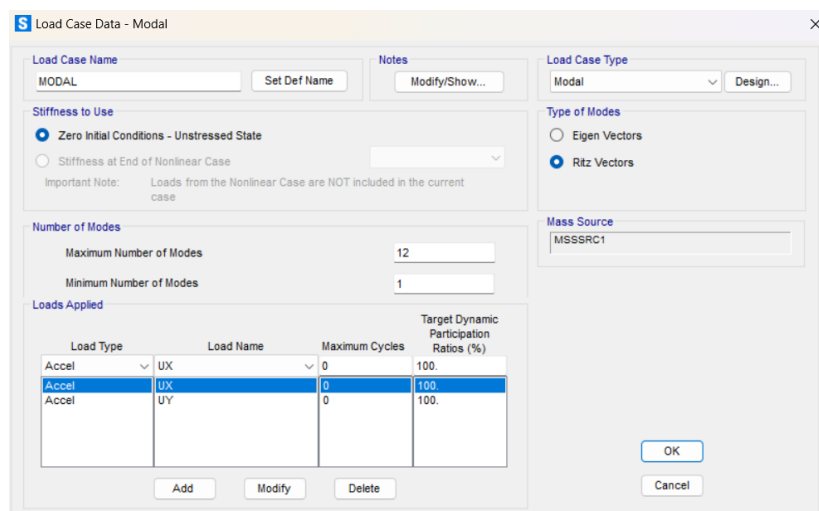 S Load Case Data - Modal
Load Case Name
MODAL
Set Def Name
Notes
Modify/Show...
Load Case Type
Modal
Design...
Stiffness to Use
Zero Initial Conditions - Unstressed State
Stiffness at End of Nonlinear Case
Important Note: Loads from the Nonlinear Case are NOT included in the current
case
Type of Modes
Eigen Vectors
Ritz Vectors
Number of Modes
Maximum Number of Modes 12
Minimum Number of Modes 1
Mass Source
MSSSRC1
Loads Applied
Target Dynamic
Participation
Load Type Load Name Maximum Cycles Ratios (%)
Accel UX 0 100.
Accel UX 0 100.
Accel UY 0 100.
Add Modify Delete
OK
Cancel